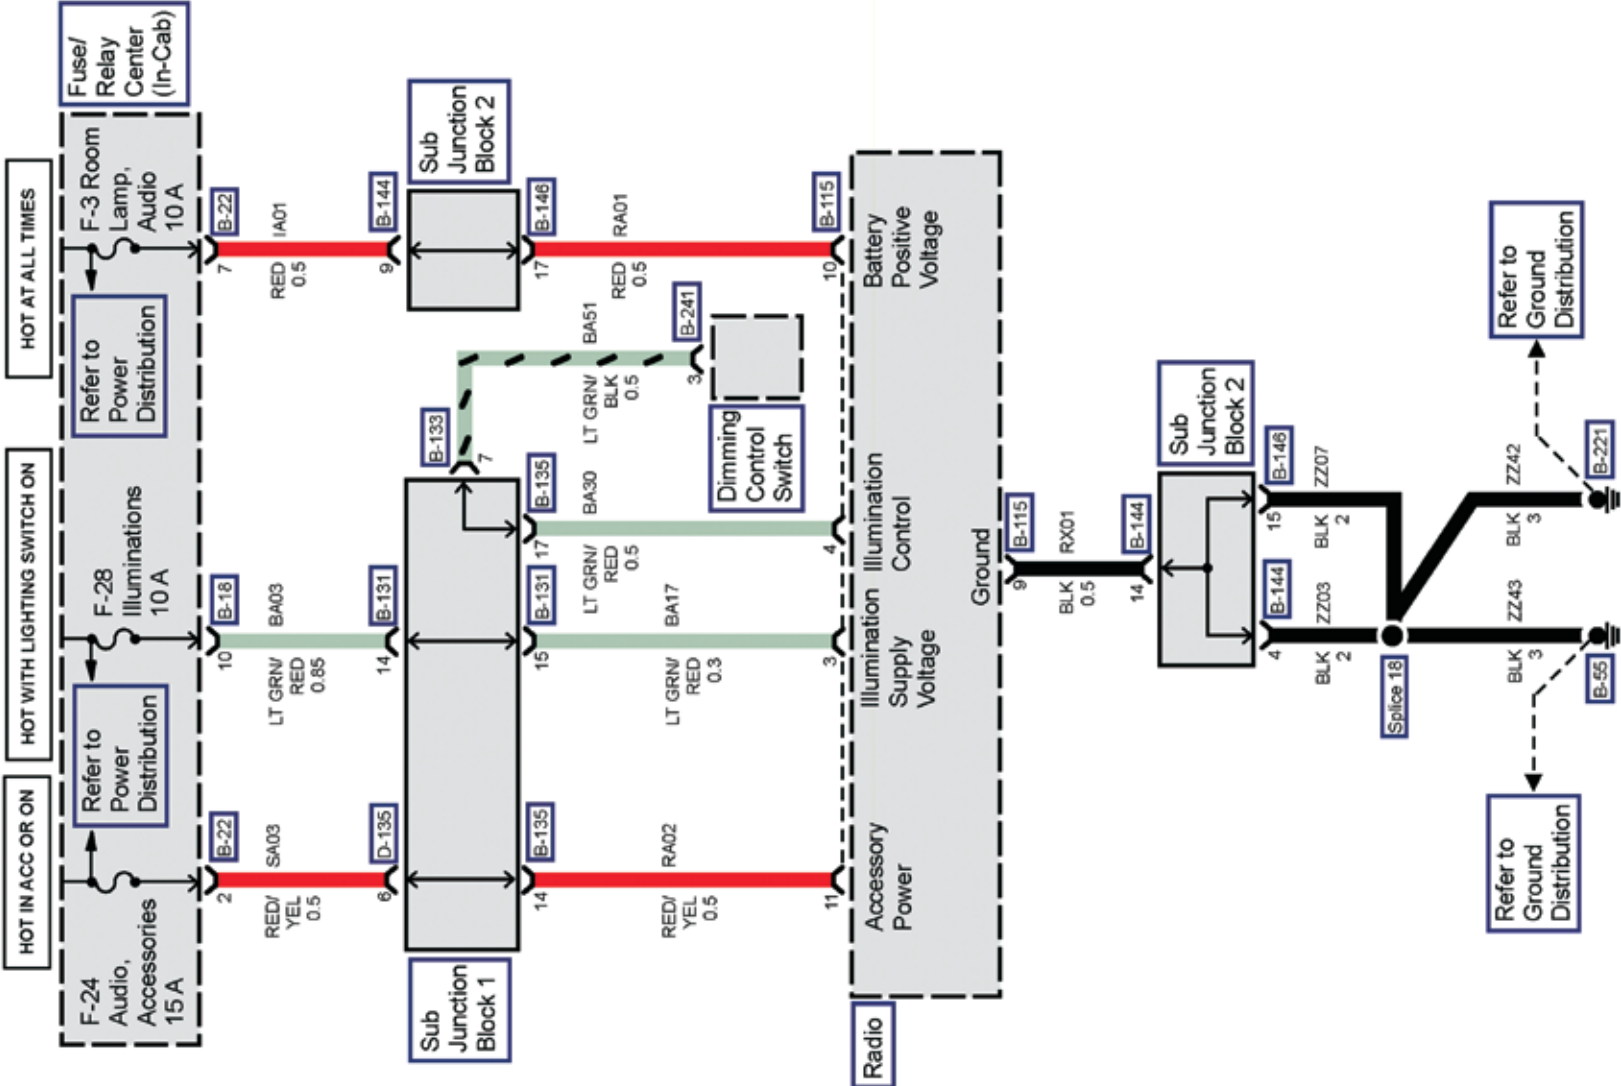 HOT IN ACC OR ON
HOT WITH LIGHTING SWITCH ON
HOT AT ALL TIMES
Fuse/
Relay
Center
(In-Cab)
F-24
Audio,
Accessories
15 A
Refer to
Power
Distribution
F-28
Illuminations
10 A
Refer to
Power
Distribution
F-3 Room
Lamp,
Audio
10 A
2
B-22
10
B-18
7
B-22
RED/
YEL
0.5
SA03
LT GRN/
RED
0.85
BA03
RED
0.5
IA01
6
D-135
14
B-131
9
B-144
Sub
Junction
Block 1
B-133
7
Sub
Junction
Block 2
14
B-135
15
B-131
17
B-135
17
B-146
RED/
YEL
0.5
RA02
LT GRN/
RED
0.3
BA17
LT GRN/
RED
0.5
BA30
LT GRN/
BLK
0.5
BA51
RED
0.5
RA01
3
B-241
Dimming
Control
Switch
11
3
4
10
B-115
Radio
Accessory
Power
Illumination
Supply
Voltage
Illumination
Control
Battery
Positive
Voltage
Ground
9
B-115
BLK
0.5
RX01
14
B-144
Sub
Junction
Block 2
4
B-144
15
B-146
BLK
2
ZZ03
BLK
2
ZZ07
Splice 18
BLK
3
ZZ43
BLK
3
ZZ42
B-55
B-221
Refer to
Ground
Distribution
Refer to
Ground
Distribution